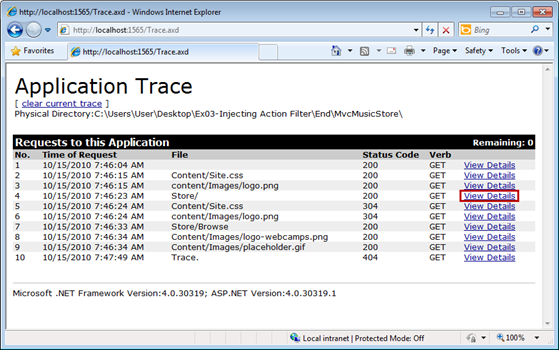 http://localhost:1565/Trace.axd - Windows Internet Explorer
http://localhost:1565/Trace.axd
Bing
Favorites http://localhost:1565/Trace.axd Page Safety Tools
Application Trace
[ clear current trace ]
Physical Directory:C:\Users\User\Desktop\Ex03-Injecting Action Filter\End\MvcMusicStore\
Requests to this Application Remaining: 0
No. Time of Request File Status Code Verb
1 10/15/2010 7:46:04 AM 200 GET View Details
2 10/15/2010 7:46:15 AM Content/Site.css 200 GET View Details
3 10/15/2010 7:46:15 AM content/Images/logo.png 200 GET View Details
4 10/15/2010 7:46:23 AM Store/ 200 GET View Details
5 10/15/2010 7:46:24 AM Content/Site.css 304 GET View Details
6 10/15/2010 7:46:24 AM content/Images/logo.png 304 GET View Details
7 10/15/2010 7:46:33 AM Store/Browse 200 GET View Details
8 10/15/2010 7:46:34 AM Content/Images/logo-webcamps.png 200 GET View Details
9 10/15/2010 7:46:34 AM Content/Images/placeholder.gif 200 GET View Details
10 10/15/2010 7:47:49 AM Trace. 404 GET View Details
Microsoft .NET Framework Version:4.0.30319; ASP.NET Version:4.0.30319.1
Local intranet | Protected Mode: Off 100%